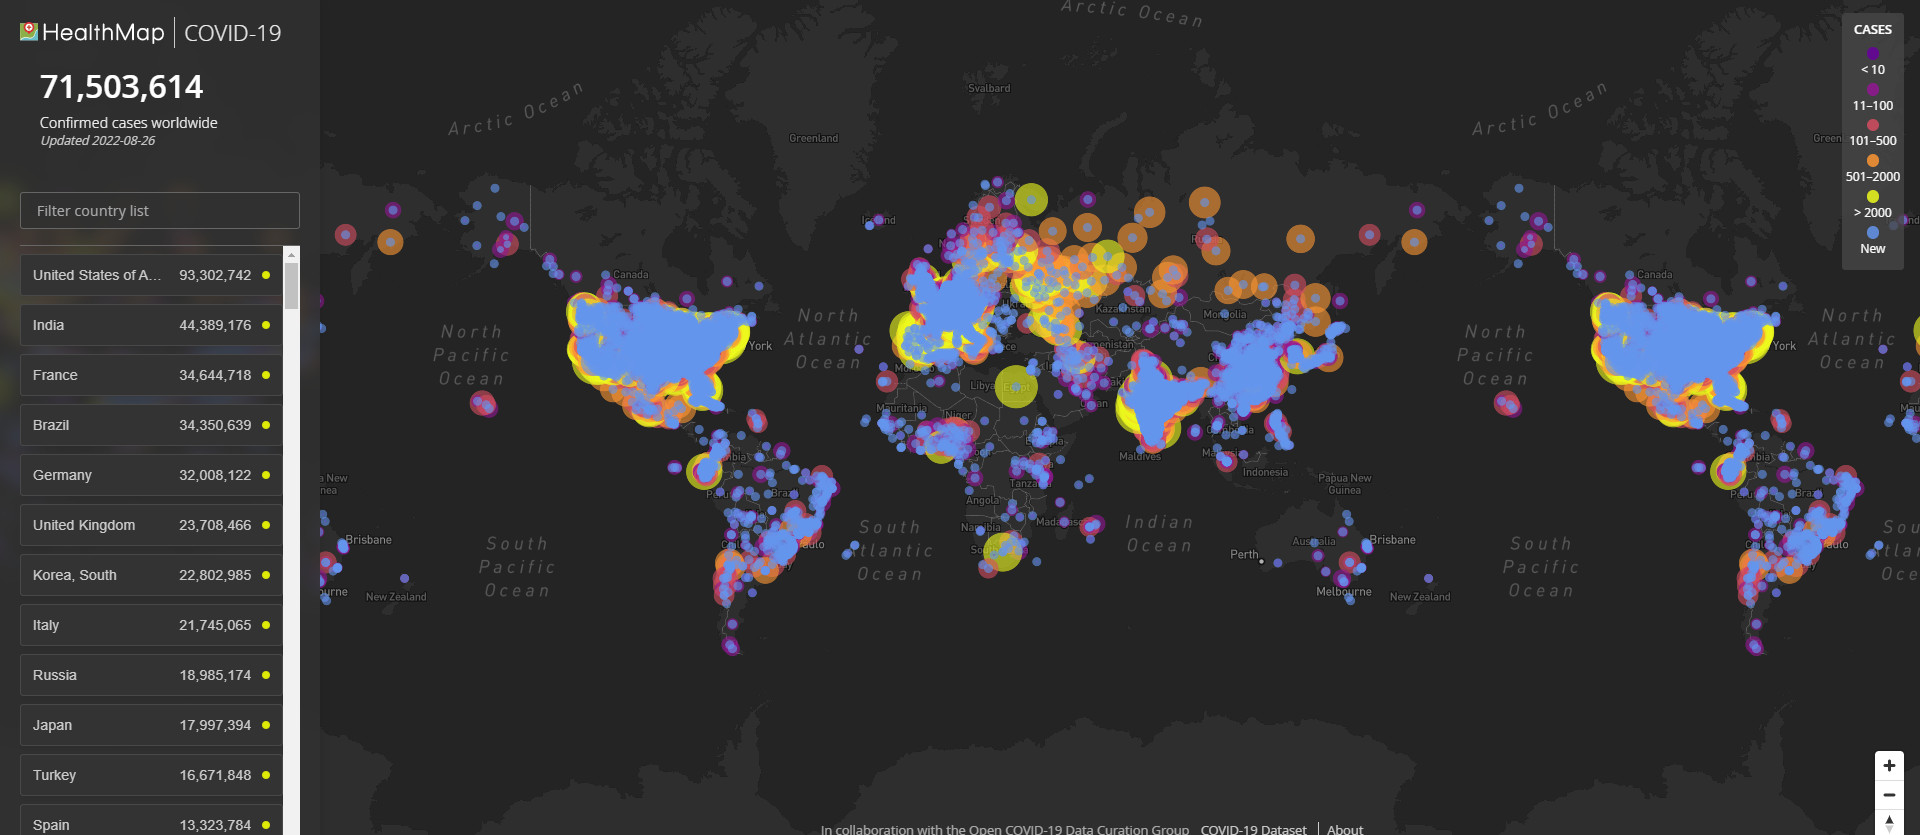 HealthMap | COVID-19
71,503,614
Confirmed cases worldwide
Updated 2022-08-26
Filter country list
United States of A... 93,302,742
India 44,389,176
France 34,644,718
Brazil 34,350,639
Germany 32,008,122
United Kingdom 23,708,466
Korea, South 22,802,985
Italy 21,745,065
Russia 18,985,174
Japan 17,997,394
Turkey 16,671,848
Spain 13,323,784
CASES
< 10
11–100
101–500
501–2000
> 2000
New
Arctic Ocean
Arctic Ocean
Arctic Ocean
Svalbard
Greenland
Green
Canada
Canada
Kazakhstan
Mongolia
North
Pacific
Ocean
York
North
Atlantic
Ocean
North
Pacific
Ocean
York
North
Atlantic
Ocean
Libya
Egypt
Mauritania
Niger
Maldives
Indonesia
Papua New
Guinea
Angola
Brisbane
New Zealand
South
Pacific
Ocean
South
Atlantic
Ocean
Indian
Ocean
Perth
Australia
Brisbane
Melbourne
New Zealand
South
Pacific
Ocean
+
−
In collaboration with the Open COVID-19 Data Curation Group COVID-19 Dataset | About